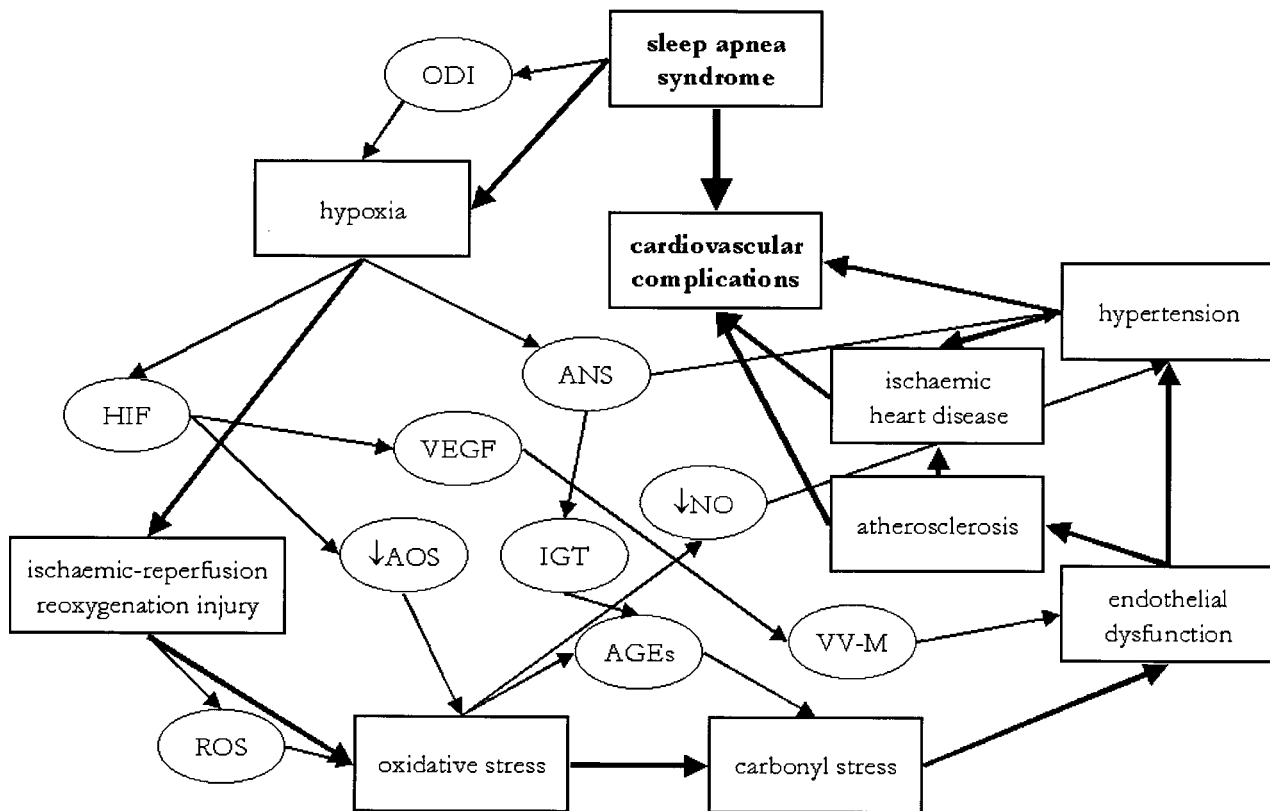 sleep apnea
syndrome
ODI
hypoxia
cardiovascular
complications
hypertension
ANS
ischaemic
heart disease
HIF
VEGF
↓NO
atherosclerosis
↓AOS
IGT
ischaemic-reperfusion
reoxygenation injury
endothelial
dysfunction
AGEs
VV-M
ROS
oxidative stress
carbonyl stress